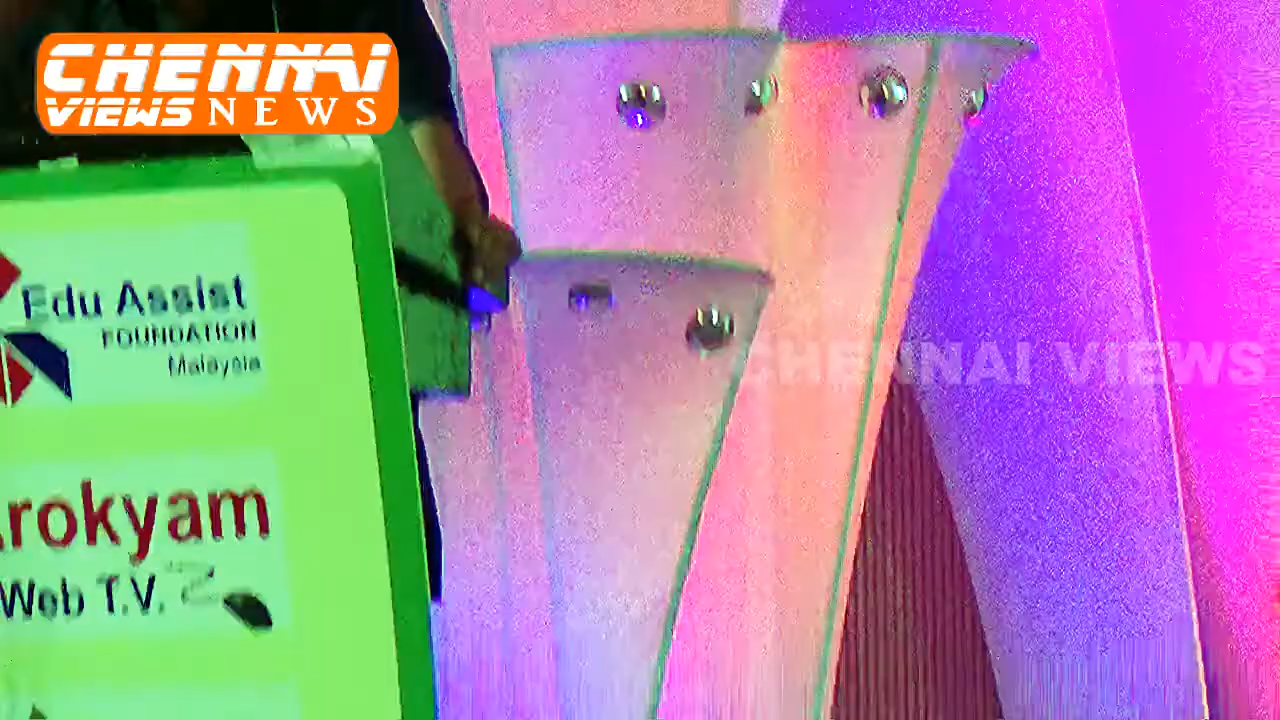 CHENNAI
VIEWS NEWS
Edu Assist
FOUNDATION
Malaysia
CHENNAI VIEWS
rokyam
Web T.V.